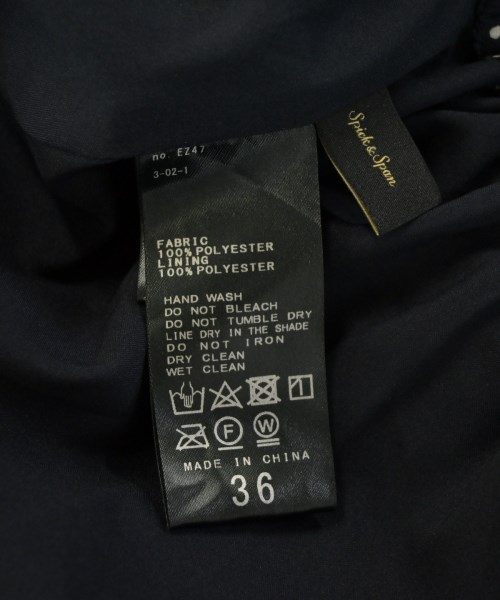 no. EZ47
3-02-1
Spick & Span
FABRIC
100% POLYESTER
LINING
100% POLYESTER
HAND WASH
DO NOT BLEACH
DO NOT TUMBLE DRY
LINE DRY IN THE SHADE
DO NOT IRON
DRY CLEAN
WET CLEAN
F W
MADE IN CHINA
36